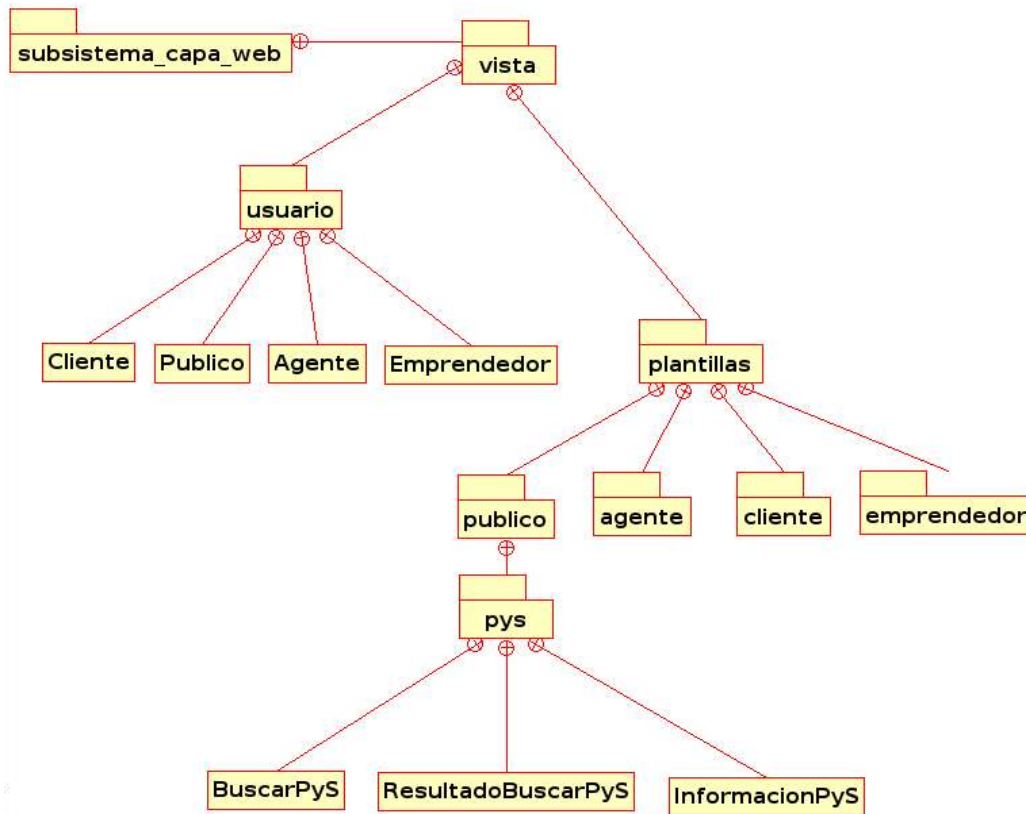 subsistema_capa_web
vista
usuario
Cliente
Publico
Agente
Emprendedor
plantillas
publico
agente
cliente
emprendedor
pys
BuscarPyS
ResultadoBuscarPyS
InformacionPyS